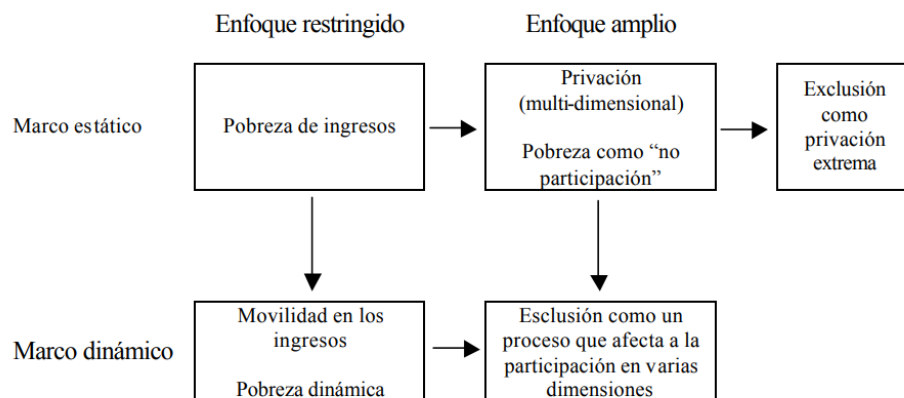 Enfoque restringido
Enfoque amplio
Marco estático
Pobreza de ingresos
Privación
(multi-dimensional)
Pobreza como “no
participación”
Exclusión
como
privación
extrema
Marco dinámico
Movilidad en los
ingresos
Pobreza dinámica
Esclusión como un
proceso que afecta a la
participación en varias
dimensiones